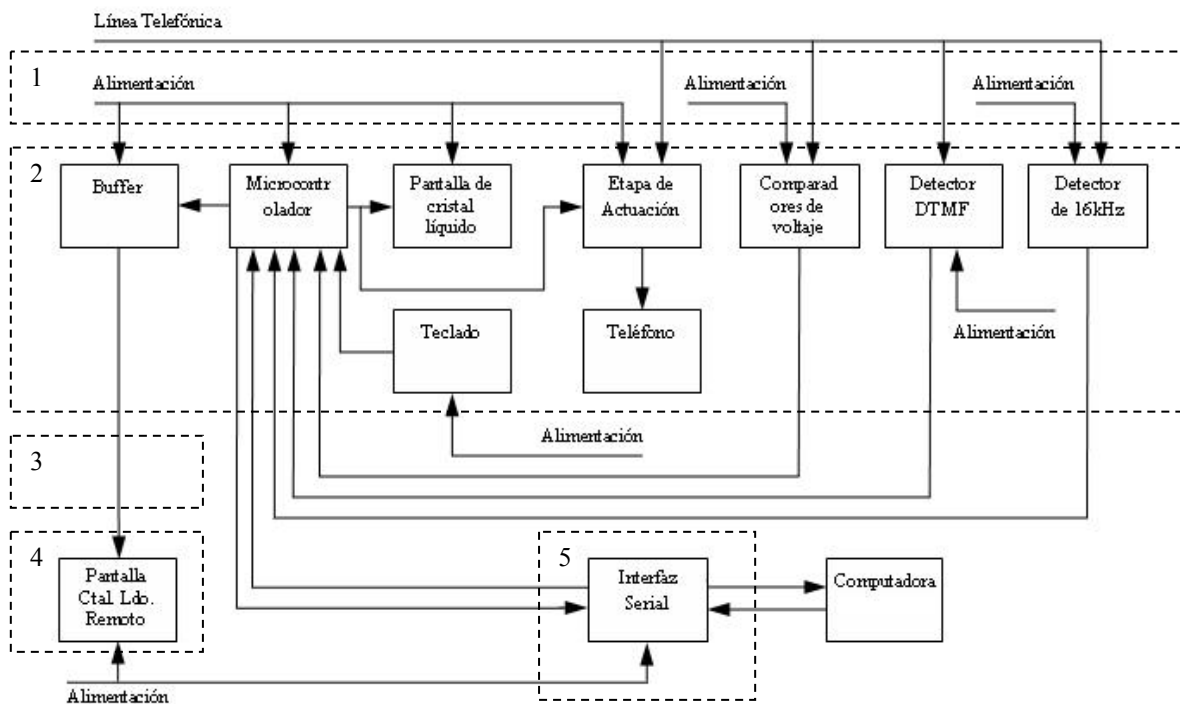 Línea Telefónica
1
Alimentación
Alimentación
Alimentación
2
Buffer
Microcontr
olador
Pantalla de
cristal
líquido
Etapa de
Actuación
Comparad
ores de
voltaje
Detector
DTMF
Detector
de 16kHz
Teclado
Teléfono
Alimentación
Alimentación
3
4
Pantalla
Ctal. Ldo.
Remoto
5
Interfaz
Serial
Computadora
Alimentación